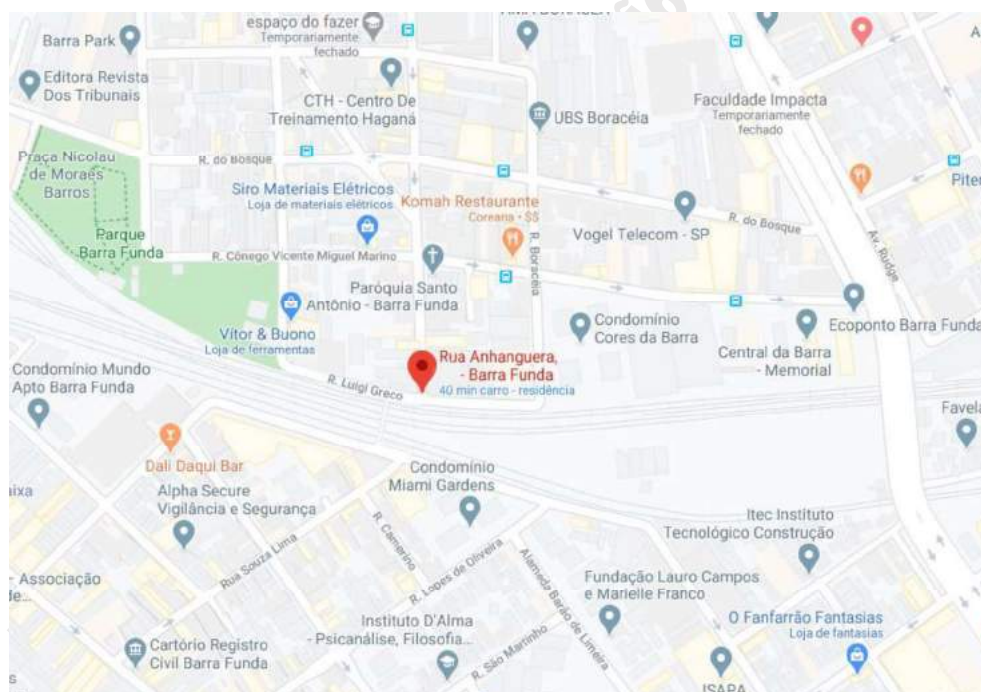 espaço do fazer
Temporariamente
fechado
AMA BORACEA
Barra Park
Editora Revista
Dos Tribunais
CTH - Centro De
Treinamento Haganá
UBS Boracéia
Faculdade Impacta
Temporariamente
fechado
Praça Nicolau
de Moraes
Barros
R. do Bosque
Siro Materiais Elétricos
Loja de materiais elétricos
Komah Restaurante
Coreana • $$
Piter
R. do Bosque
Vogel Telecom - SP
Av. Rudge
Parque
Barra Funda
R. Cônego Vicente Miguel Marino
R. Boracéia
Paróquia Santo
Antônio - Barra Funda
Condomínio
Cores da Barra
Ecoponto Barra Funda
Vitor & Buono
Loja de ferramentas
Central da Barra
- Memorial
Rua Anhanguera,
- Barra Funda
40 min carro - residência
Condomínio Mundo
Apto Barra Funda
R. Luigi Greco
Favela
Dali Daqui Bar
Condomínio
Miami Gardens
aixa
Alpha Secure
Vigilância e Segurança
Itec Instituto
Tecnológico Construção
R. Camerino
Rua Souza Lima
R. Lopes de Oliveira
Alameda Barão de Limeira
- Associação
de...
Fundação Lauro Campos
e Marielle Franco
Instituto D'Alma
- Psicanálise, Filosofia...
O Fanfarrão Fantasias
Loja de fantasias
Cartório Registro
Civil Barra Funda
R. São Marinho
ISAPA